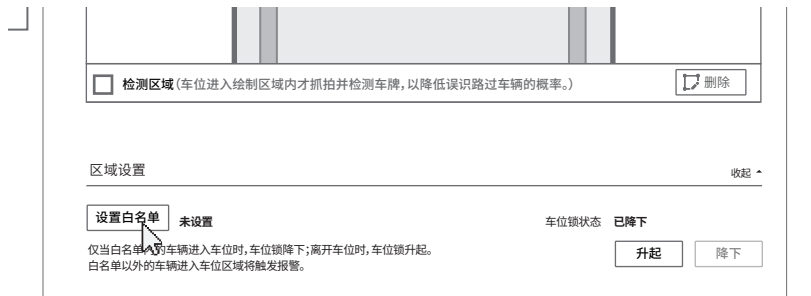 检测区域(车位进入绘制区域内才抓拍并检测车牌,以降低误识路过车辆的概率。)
删除
区域设置
收起
设置白名单 未设置
车位锁状态 已降下
仅当白名单内的车辆进入车位时,车位锁降下;离开车位时,车位锁升起。
白名单以外的车辆进入车位区域将触发报警。
升起
降下